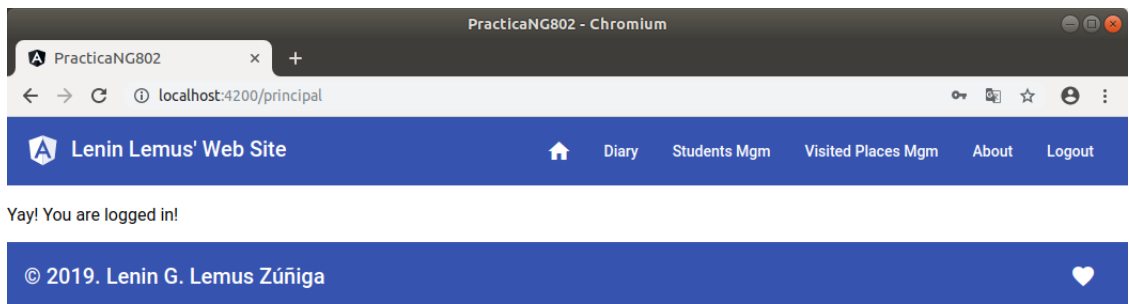 PracticaNG802 - Chromium
PracticaNG802
localhost:4200/principal
Lenin Lemus' Web Site Diary Students Mgm Visited Places Mgm About Logout
Yay! You are logged in!
© 2019. Lenin G. Lemus Zúñiga